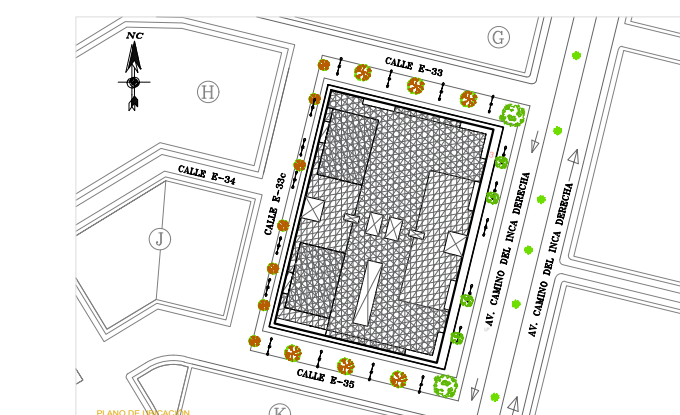 NC
G
CALLE E-33
H
CALLE E-34
CALLE E-33c
J
AV. CAMINO DEL INCA DERECHA
AV. CAMINO DEL INCA DERECHA
CALLE E-35
K
PLANO DE UBICACION